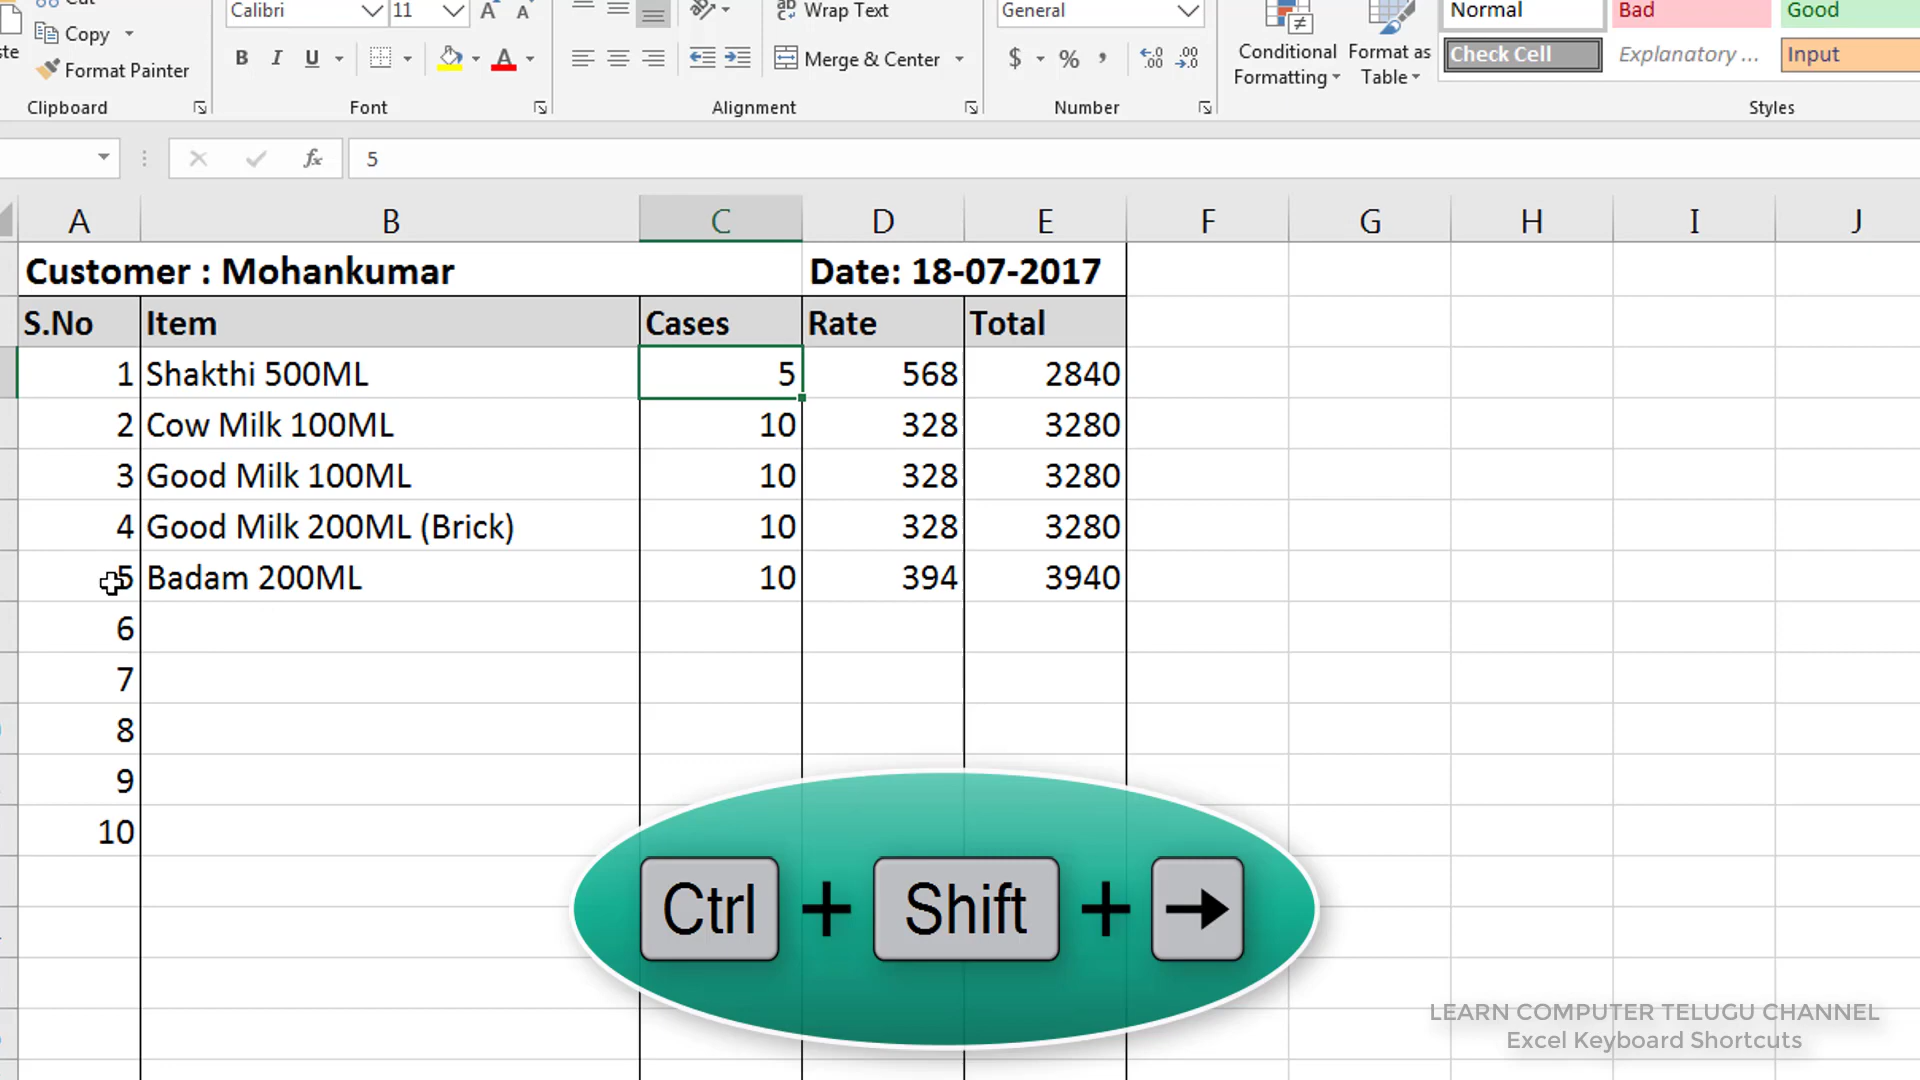 Cut
Calibri 11 A A Wrap Text General Normal Bad Good
Copy
Format Painter B I U A Merge & Center $ % , Conditional Formatting Format as Table Check Cell Explanatory ... Input
Clipboard Font Alignment Number Styles
fx 5
A B C D E F G H I J
Customer : Mohankumar Date: 18-07-2017
S.No Item Cases Rate Total
1 Shakthi 500ML 5 568 2840
2 Cow Milk 100ML 10 328 3280
3 Good Milk 100ML 10 328 3280
4 Good Milk 200ML (Brick) 10 328 3280
5 Badam 200ML 10 394 3940
6
7
8
9
10
Ctrl + Shift + →
LEARN COMPUTER TELUGU CHANNEL
Excel Keyboard Shortcuts